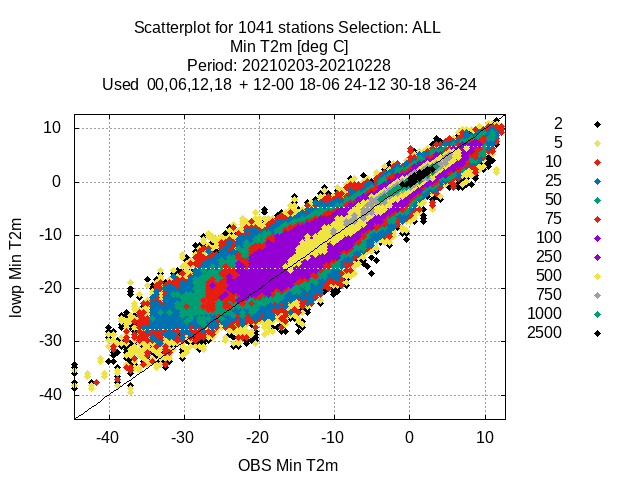 Scatterplot for 1041 stations Selection: ALL
Min T2m [deg C]
Period: 20210203-20210228
Used  00,06,12,18  + 12-00 18-06 24-12 30-18 36-24
2
5
10
25
50
75
100
250
500
750
1000
2500
10
0
-10
-20
-30
-40
Iowp Min T2m
-40 -30 -20 -10 0 10
OBS Min T2m